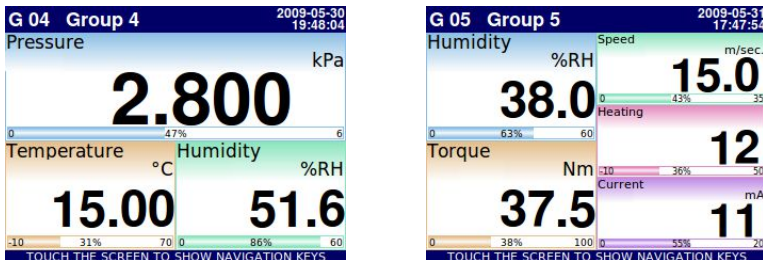 G 04 Group 4 2009-05-30
19:48:04
Pressure
kPa
2.800
0 47% 6
Temperature
°C
15.00
-10 31% 70
Humidity
%RH
51.6
0 86% 60
TOUCH THE SCREEN TO SHOW NAVIGATION KEYS
G 05 Group 5 2009-05-31
17:47:54
Humidity
%RH
38.0
0 63% 60
Speed
m/sec.
15.0
0 43% 35
Heating
12
-10 36% 50
Torque
Nm
37.5
0 38% 100
Current
mA
11
0 55% 20
TOUCH THE SCREEN TO SHOW NAVIGATION KEYS